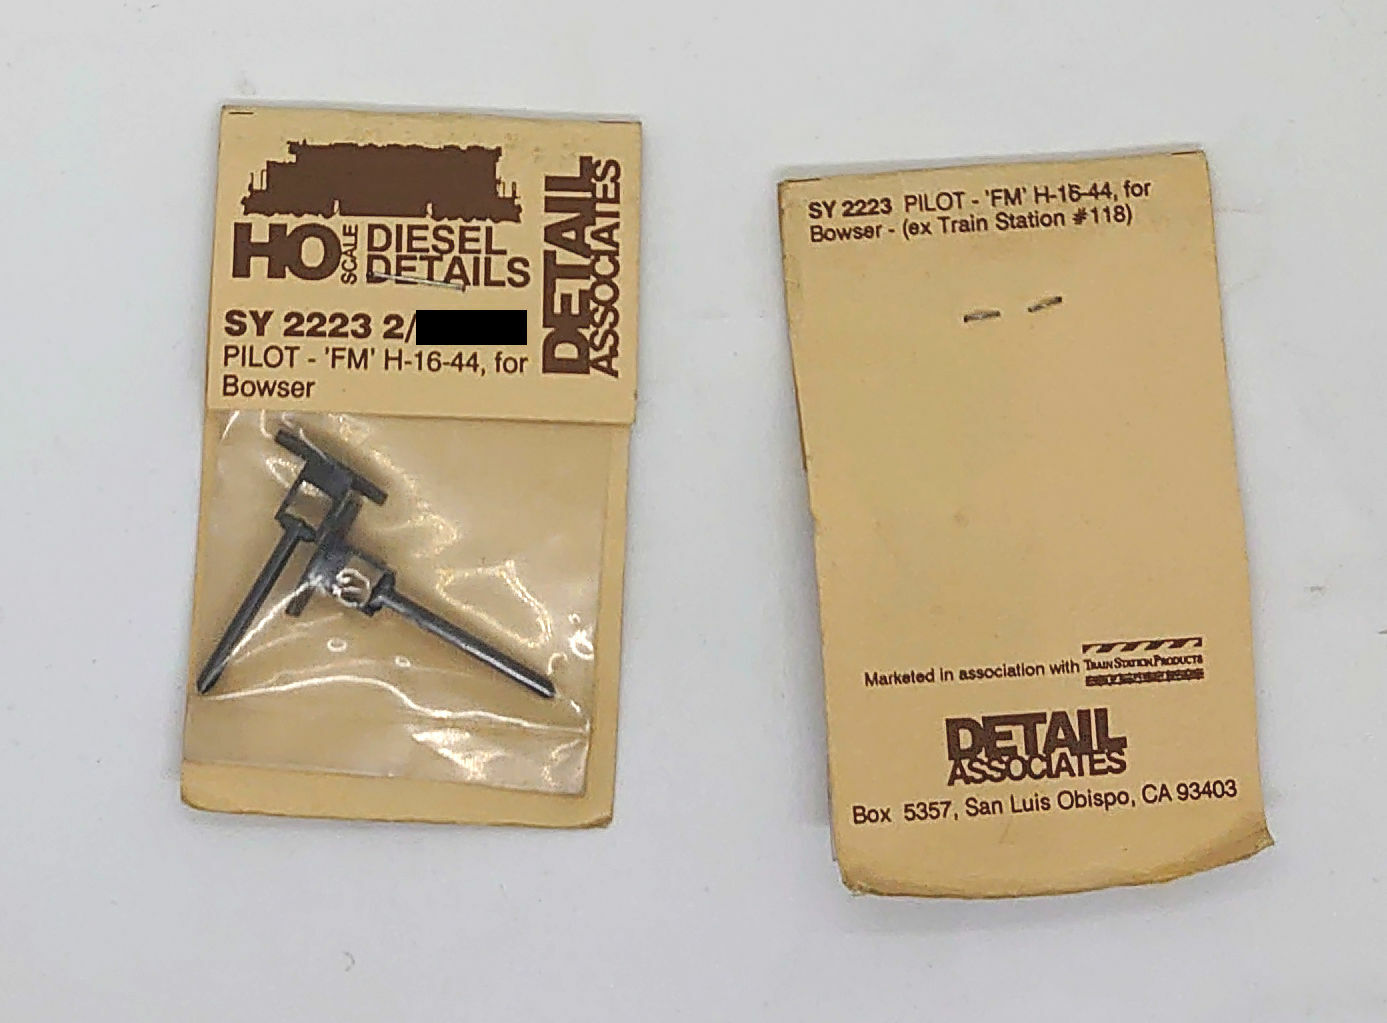 HO SCALE DIESEL
DETAILS
DETAIL
ASSOCIATES
SY 2223 2/
PILOT - 'FM' H-16-44, for
Bowser
SY 2223 PILOT - 'FM' H-16-44, for
Bowser - (ex Train Station #118)
Marketed in association with TRAIN STATION PRODUCTS
DETAIL
ASSOCIATES
Box 5357, San Luis Obispo, CA 93403